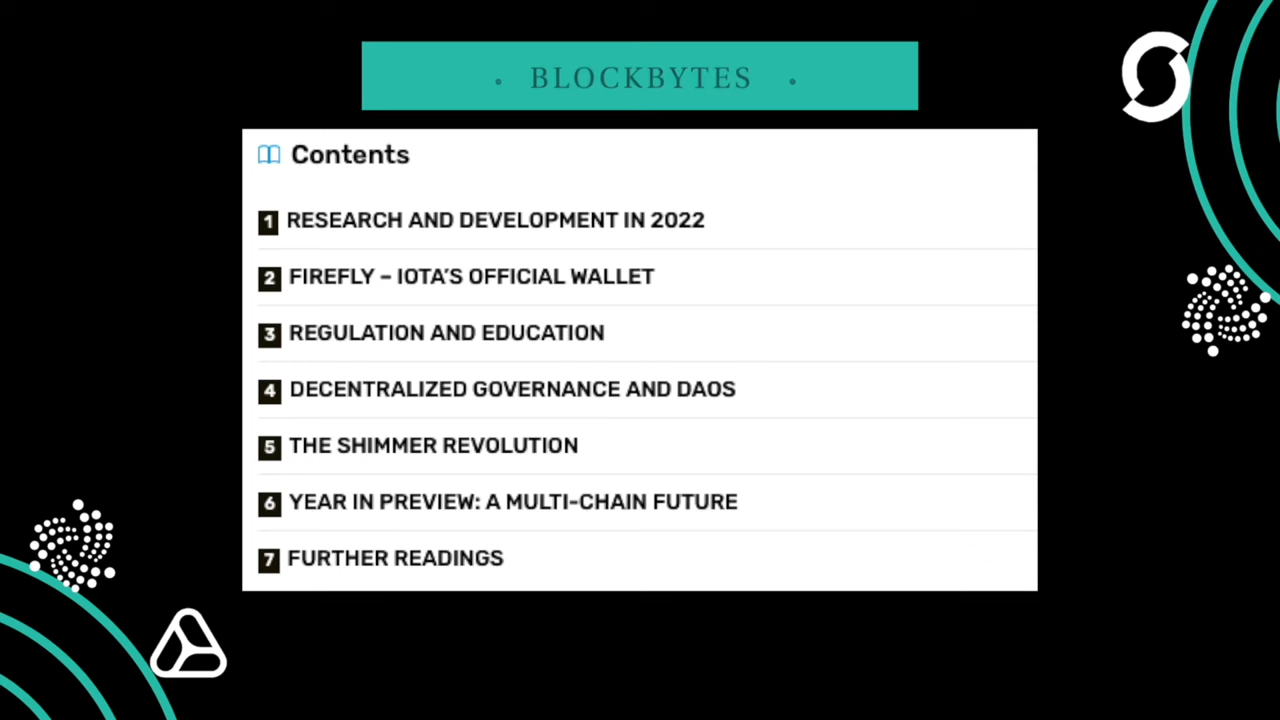 • BLOCKBYTES •
Contents
1 RESEARCH AND DEVELOPMENT IN 2022
2 FIREFLY – IOTA'S OFFICIAL WALLET
3 REGULATION AND EDUCATION
4 DECENTRALIZED GOVERNANCE AND DAOS
5 THE SHIMMER REVOLUTION
6 YEAR IN PREVIEW: A MULTI-CHAIN FUTURE
7 FURTHER READINGS